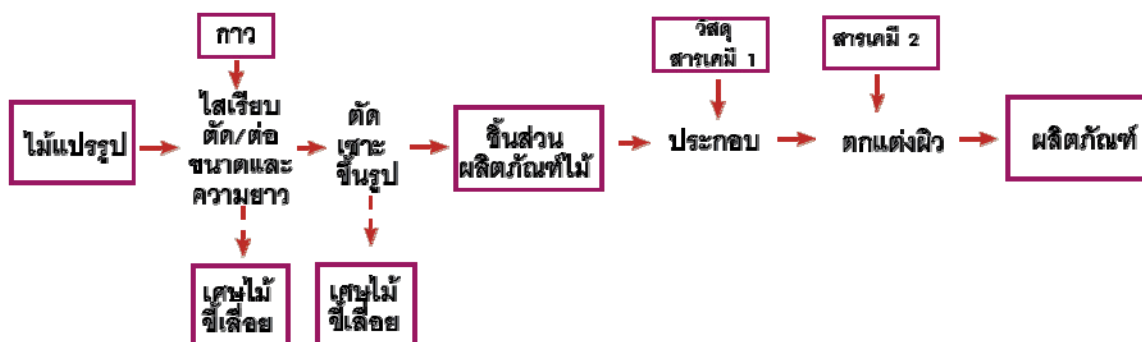 กาว
วัสดุ
สารเคมี 1
สารเคมี 2
ไม้แปรรูป
ไสเรียบ
ตัด/ต่อ
ขนาดและ
ความยาว
ตัด
เซาะ
ขึ้นรูป
ชิ้นส่วน
ผลิตภัณฑ์ไม้
ประกอบ
ตกแต่งผิว
ผลิตภัณฑ์
เศษไม้
ขี้เลื่อย
เศษไม้
ขี้เลื่อย